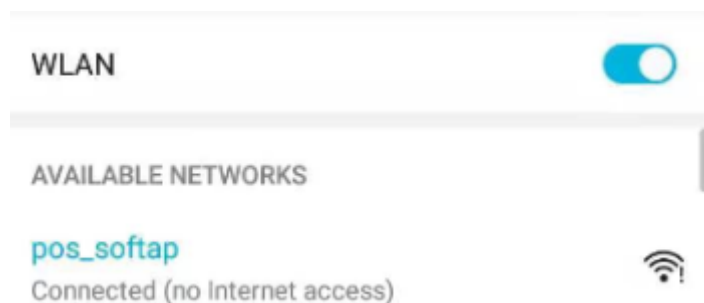 WLAN
AVAILABLE NETWORKS
pos_softap
Connected (no Internet access)